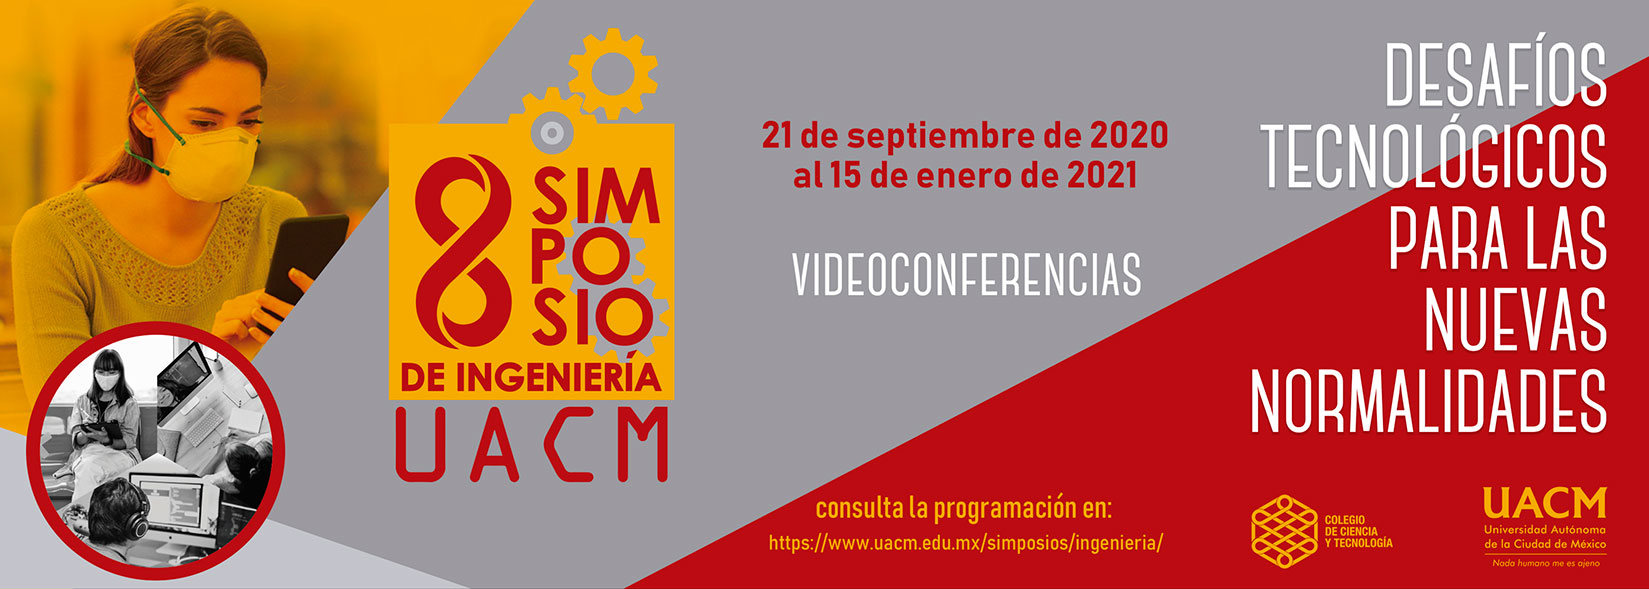 8
SIM
PO
SIO
DE INGENIERÍA
UACM
21 de septiembre de 2020
al 15 de enero de 2021
VIDEOCONFERENCIAS
consulta la programación en:
https://www.uacm.edu.mx/simposios/ingenieria/
DESAFÍOS
TECNOLÓGICOS
PARA LAS
NUEVAS
NORMALIDADES
COLEGIO
DE CIENCIA
Y TECNOLOGÍA
UACM
Universidad Autónoma
de la Ciudad de México
Nada humano me es ajeno